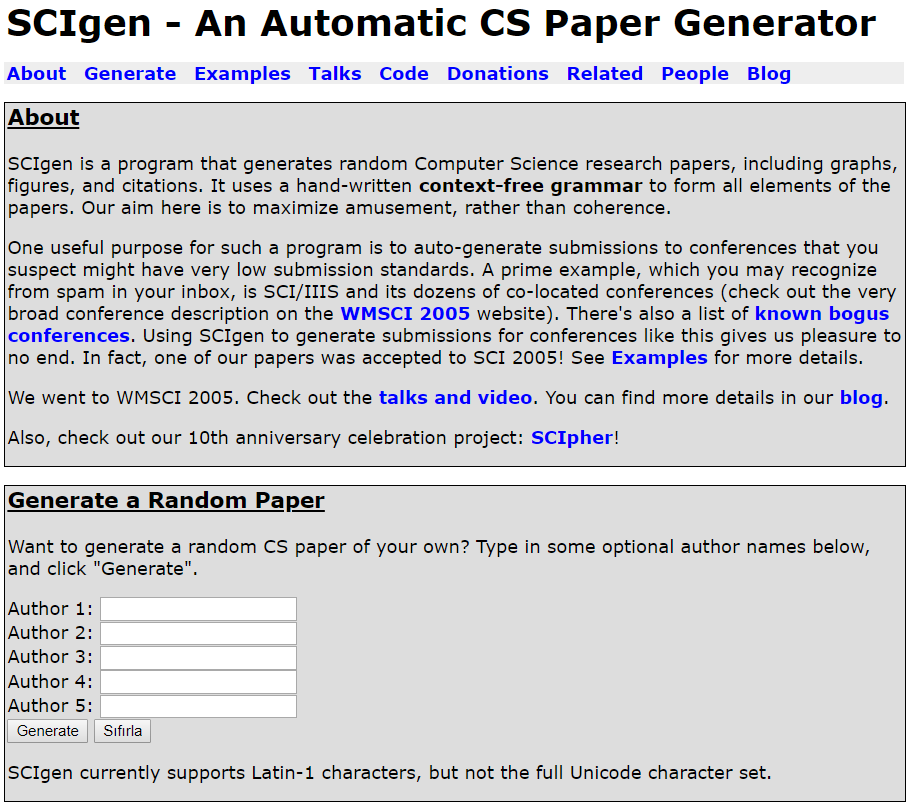 SCIgen - An Automatic CS Paper Generator
About Generate Examples Talks Code Donations Related People Blog
About
SCIgen is a program that generates random Computer Science research papers, including graphs,
figures, and citations. It uses a hand-written context-free grammar to form all elements of the
papers. Our aim here is to maximize amusement, rather than coherence.
One useful purpose for such a program is to auto-generate submissions to conferences that you
suspect might have very low submission standards. A prime example, which you may recognize
from spam in your inbox, is SCI/IIIS and its dozens of co-located conferences (check out the very
broad conference description on the WMSCI 2005 website). There's also a list of known bogus
conferences. Using SCIgen to generate submissions for conferences like this gives us pleasure to
no end. In fact, one of our papers was accepted to SCI 2005! See Examples for more details.
We went to WMSCI 2005. Check out the talks and video. You can find more details in our blog.
Also, check out our 10th anniversary celebration project: SCIpher!
Generate a Random Paper
Want to generate a random CS paper of your own? Type in some optional author names below,
and click "Generate".
Author 1:
Author 2:
Author 3:
Author 4:
Author 5:
Generate Sıfırla
SCIgen currently supports Latin-1 characters, but not the full Unicode character set.